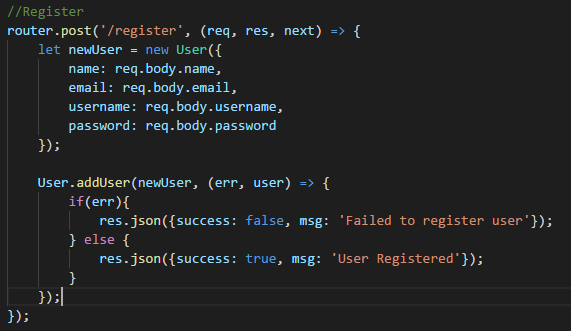 //Register
router.post('/register', (req, res, next) => {
    let newUser = new User({
        name: req.body.name,
        email: req.body.email,
        username: req.body.username,
        password: req.body.password
    });

    User.addUser(newUser, (err, user) => {
        if(err){
            res.json({success: false, msg: 'Failed to register user'});
        } else {
            res.json({success: true, msg: 'User Registered'});
        }
    });
});